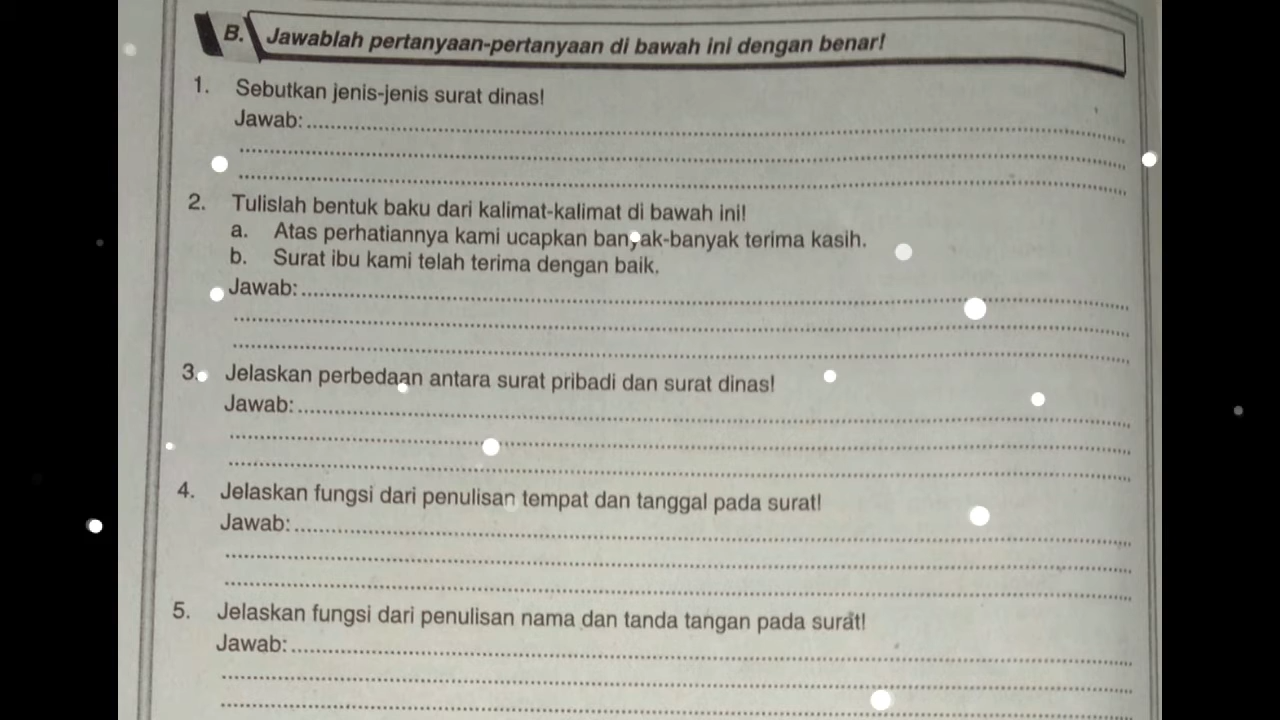 B. Jawablah pertanyaan-pertanyaan di bawah ini dengan benar!
1. Sebutkan jenis-jenis surat dinas!
Jawab:
2. Tulislah bentuk baku dari kalimat-kalimat di bawah ini!
a. Atas perhatiannya kami ucapkan banyak-banyak terima kasih.
b. Surat ibu kami telah terima dengan baik.
Jawab:
3. Jelaskan perbedaan antara surat pribadi dan surat dinas!
Jawab:
4. Jelaskan fungsi dari penulisan tempat dan tanggal pada surat!
Jawab:
5. Jelaskan fungsi dari penulisan nama dan tanda tangan pada surat!
Jawab: